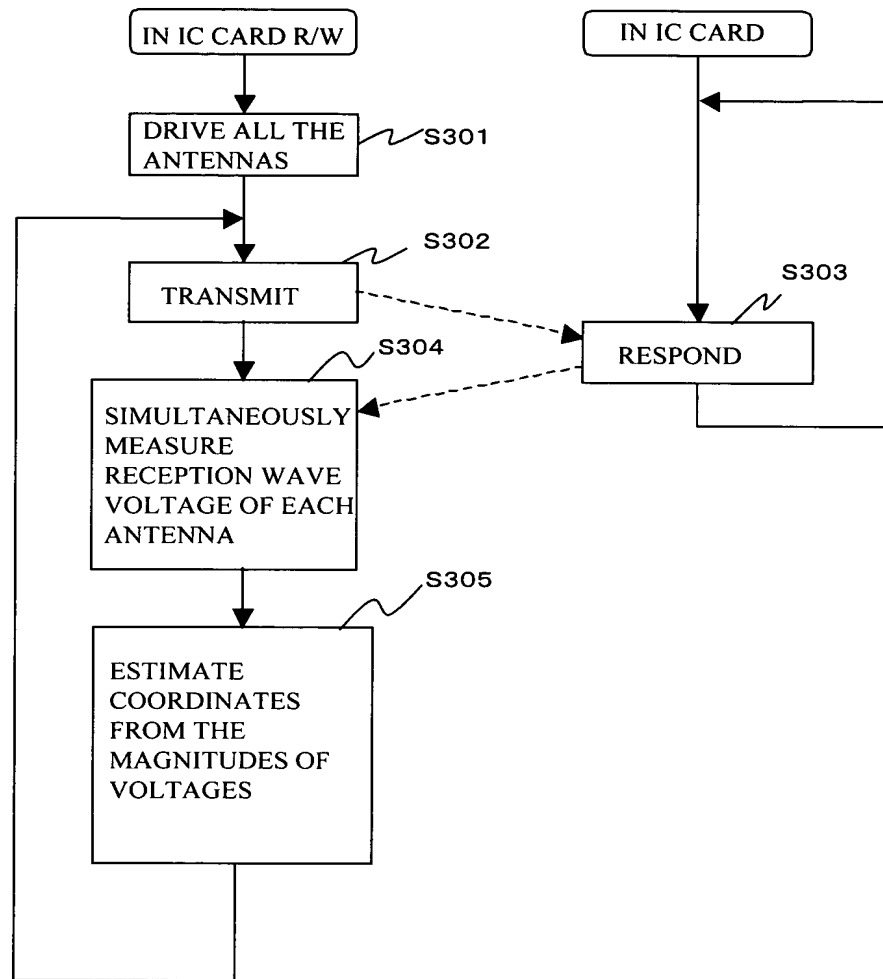 IN IC CARD R/W
IN IC CARD
DRIVE ALL THE
ANTENNAS
S301
S302
TRANSMIT
S303
RESPOND
S304
SIMULTANEOUSLY
MEASURE
RECEPTION WAVE
VOLTAGE OF EACH
ANTENNA
S305
ESTIMATE
COORDINATES
FROM THE
MAGNITUDES OF
VOLTAGES